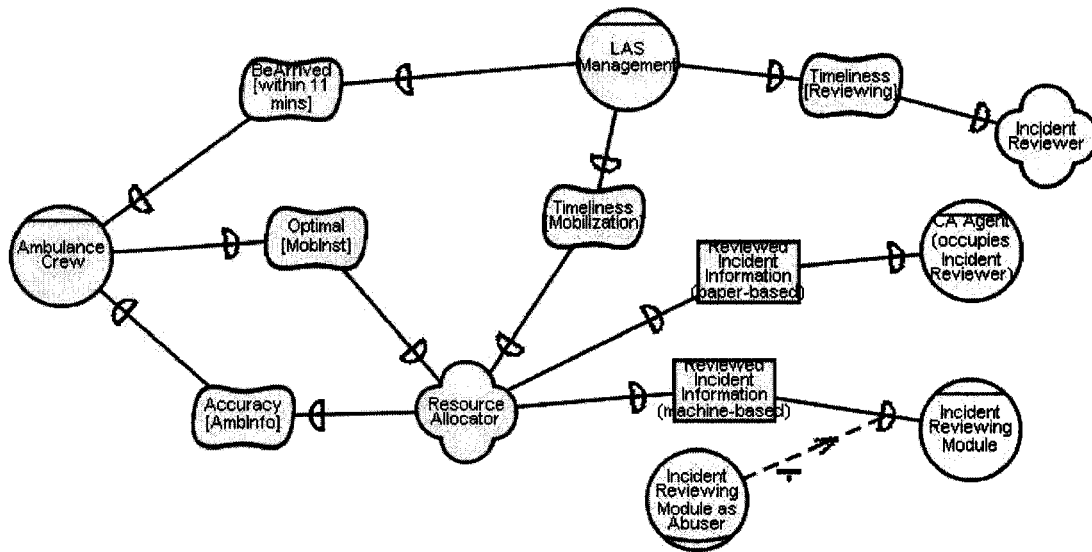 LAS
Management
BeArrived
[within 11
mins]
Timeliness
[Reviewing]
Incident
Reviewer
Ambulance
Crew
Optimal
[MobInst]
Timeliness
Mobilization]
Reviewed
Incident
Information
(paper-based)
CA Agent
(occupies
Incident
Reviewer)
Accuracy
[AmbInfo]
Resource
Allocator
Reviewed
Incident
Information
(machine-based)
Incident
Reviewing
Module
Incident
Reviewing
Module as
Abuser